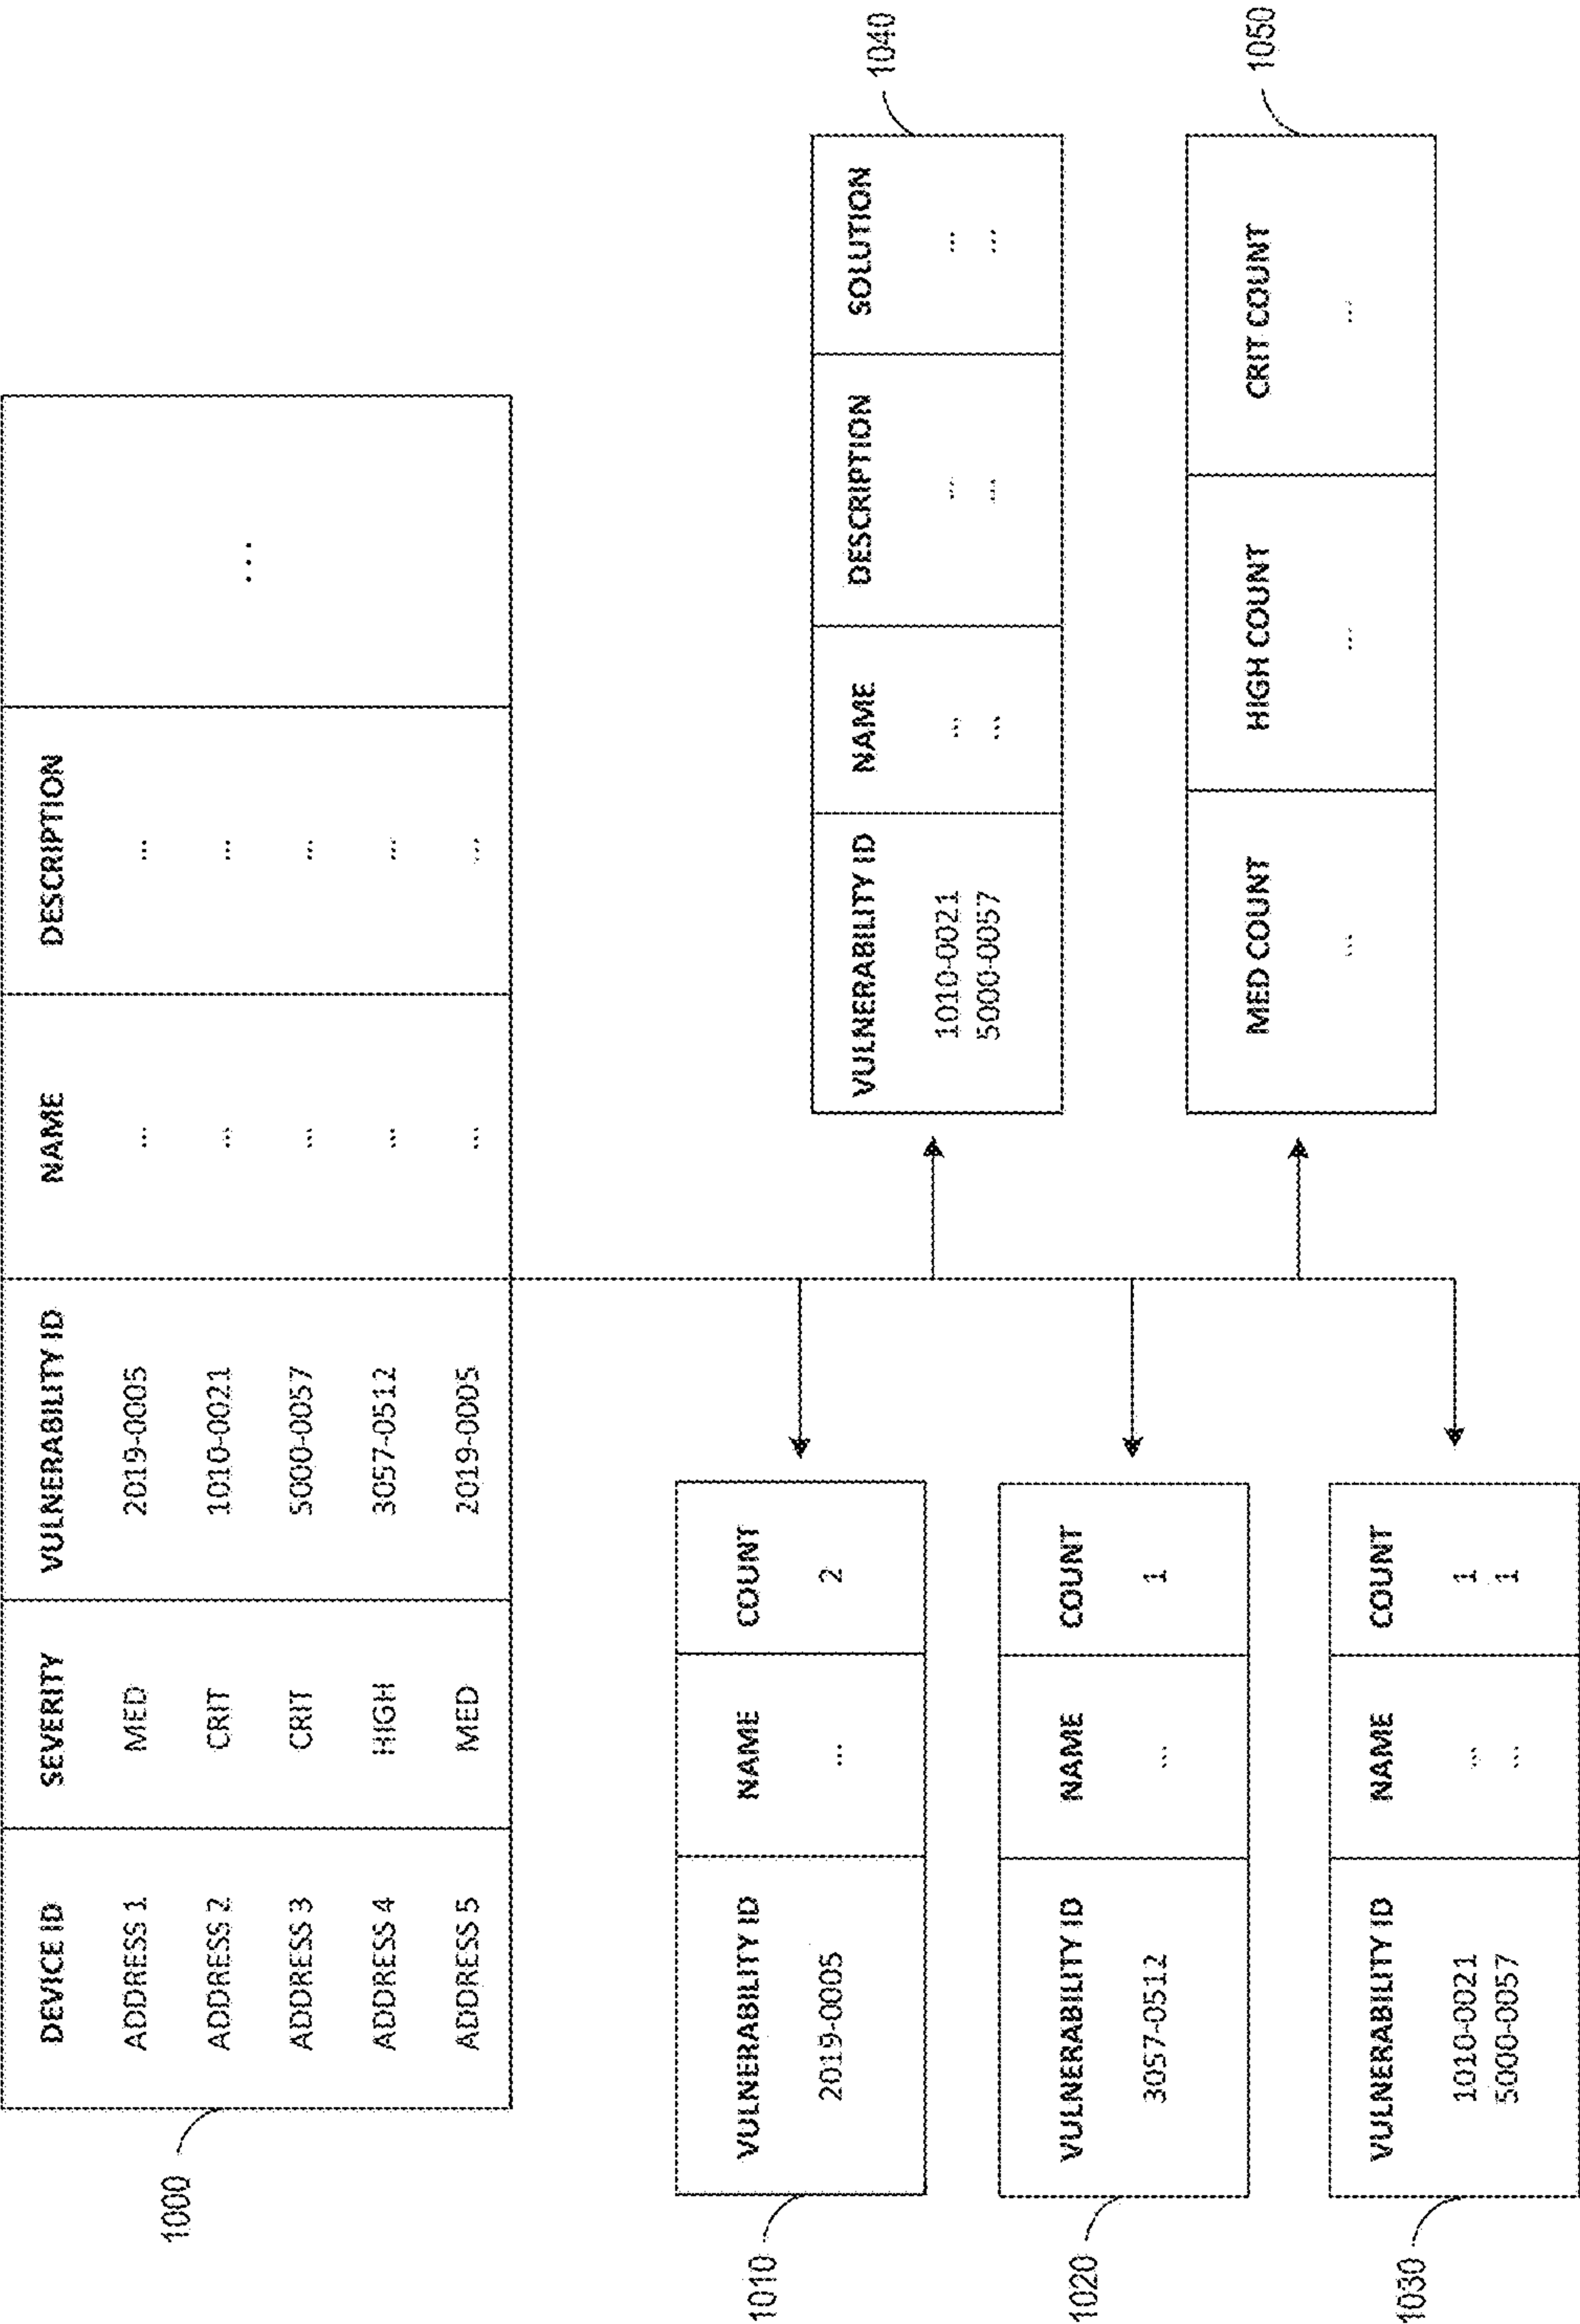 DEVICE ID SEVERITY VULNERABILITY ID NAME DESCRIPTION ...
ADDRESS 1 MED 2019-0005 ... ...
ADDRESS 2 CRIT 1010-0021 ... ...
ADDRESS 3 CRIT 5000-0057 ... ...
ADDRESS 4 HIGH 3057-0512 ... ...
ADDRESS 5 MED 2019-0005 ... ...
1000
VULNERABILITY ID NAME COUNT
2019-0005 ... 2
1010
VULNERABILITY ID NAME COUNT
3057-0512 ... 1
1020
VULNERABILITY ID NAME COUNT
1010-0021 ... 1
5000-0057 ... 1
1030
VULNERABILITY ID NAME DESCRIPTION SOLUTION
1010-0021 ... ... ...
5000-0057 ... ... ...
1040
MED COUNT HIGH COUNT CRIT COUNT
... ... ...
1050